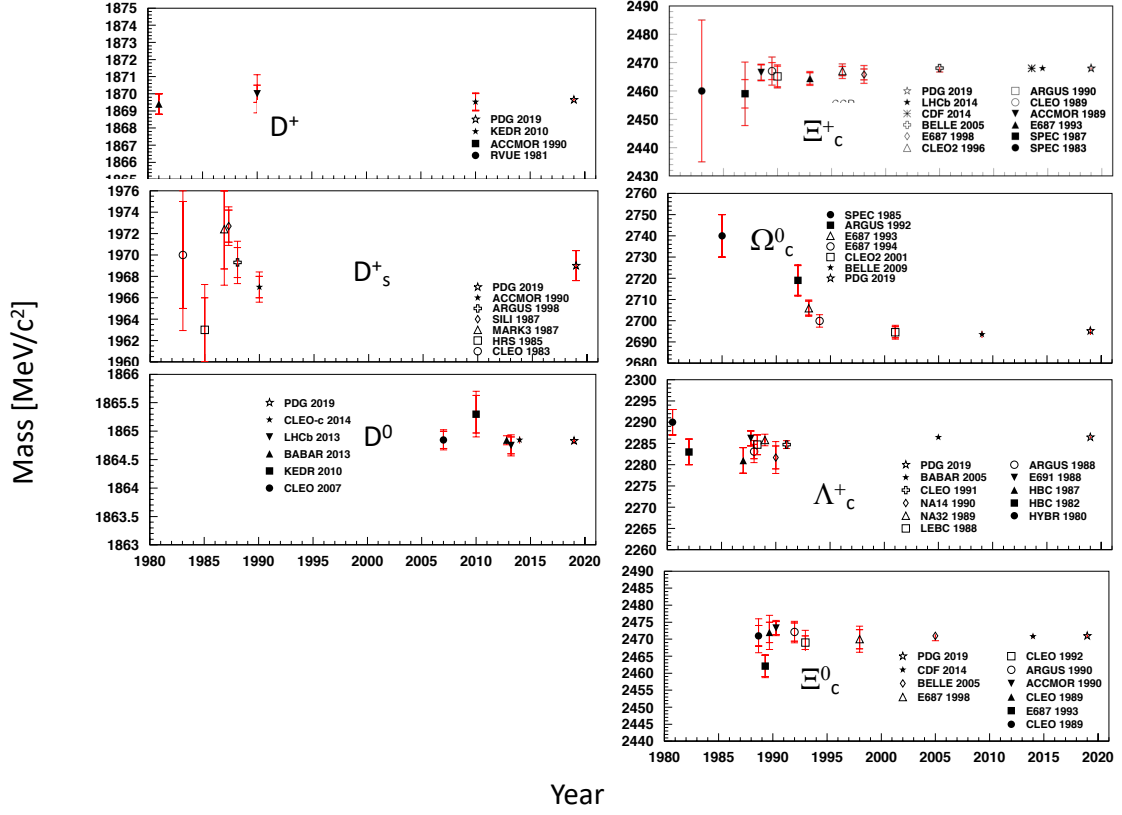 Mass [MeV/c2]
1875
1874
1873
1872
1871
1870
1869
1868
1867
1866
1865
D+
PDG 2019
KEDR 2010
ACCMOR 1990
RVUE 1981
1976
1974
1972
1970
1968
1966
1964
1962
1960
D+s
PDG 2019
ACCMOR 1990
ARGUS 1998
SILI 1987
MARK3 1987
HRS 1985
CLEO 1983
1866
1865.5
1865
1864.5
1864
1863.5
1863
D0
PDG 2019
CLEO-c 2014
LHCb 2013
BABAR 2013
KEDR 2010
CLEO 2007
1980 1985 1990 1995 2000 2005 2010 2015 2020
2490
2480
2470
2460
2450
2440
2430
Ξ+c
PDG 2019
LHCb 2014
CDF 2014
BELLE 2005
E687 1998
CLEO2 1996
ARGUS 1990
CLEO 1989
ACCMOR 1989
E687 1993
SPEC 1987
SPEC 1983
2760
2750
2740
2730
2720
2710
2700
2690
2680
Ω0c
SPEC 1985
ARGUS 1992
E687 1993
E687 1994
CLEO2 2001
BELLE 2009
PDG 2019
2300
2295
2290
2285
2280
2275
2270
2265
2260
Λ+c
PDG 2019
BABAR 2005
CLEO 1991
NA14 1990
NA32 1989
LEBC 1988
ARGUS 1988
E691 1988
HBC 1987
HBC 1982
HYBR 1980
2490
2485
2480
2475
2470
2465
2460
2455
2450
2445
2440
Ξ0c
PDG 2019
CDF 2014
BELLE 2005
E687 1998
CLEO 1992
ARGUS 1990
ACCMOR 1990
CLEO 1989
E687 1993
CLEO 1989
1980 1985 1990 1995 2000 2005 2010 2015 2020
Year